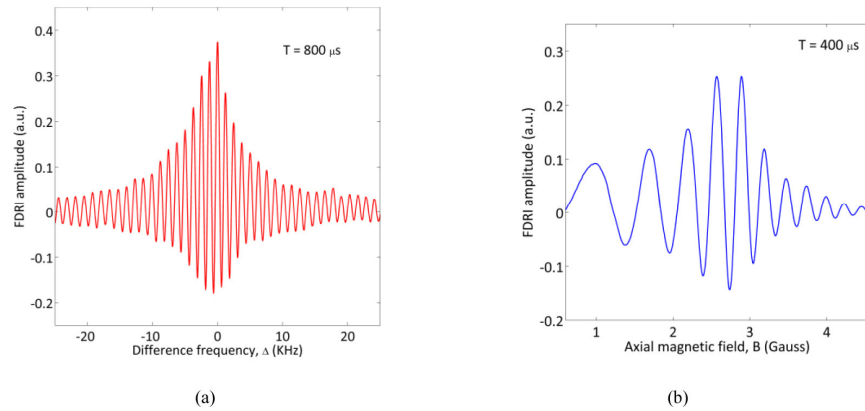 0.4
0.3
0.2
0.1
0
-0.1
-0.2
FDRI amplitude (a.u.)
T = 800 μs
-20
-10
0
10
20
Difference frequency, Δ (KHz)
(a)
0.3
0.2
0.1
0
-0.1
-0.2
FDRI amplitude (a.u.)
T = 400 μs
1
2
3
4
Axial magnetic field, B (Gauss)
(b)